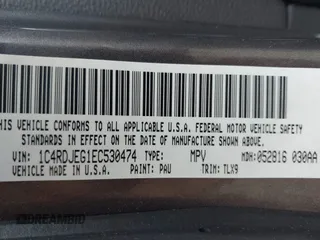 THIS VEHICLE CONFORMS TO ALL APPLICABLE U.S.A. FEDERAL MOTOR VEHICLE SAFETY
STANDARDS IN EFFECT ON THE DATE OF MANUFACTURE SHOWN ABOVE.
VIN: 1C4RDJEG1EC530474 TYPE: MPV MDH: 052816 030AA
VEHICLE MADE IN U.S.A. PAINT: PAU TRIM: TLX9
DREAMBID